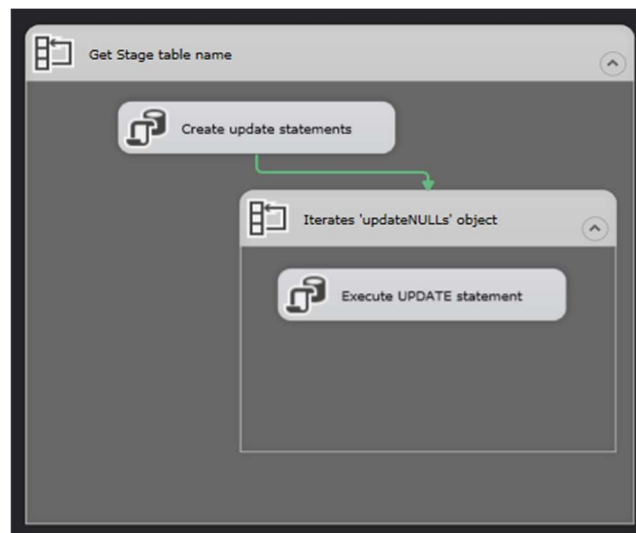 Get Stage table name
Create update statements
Iterates 'updateNULLs' object
Execute UPDATE statement